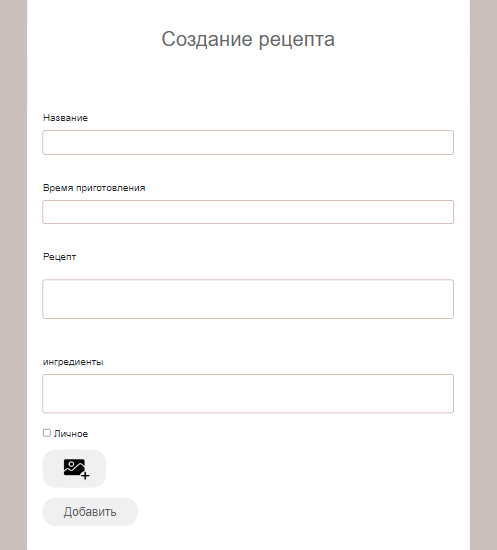 Создание рецепта
Название
Время приготовления
Рецепт
ингредиенты
Личное
Добавить